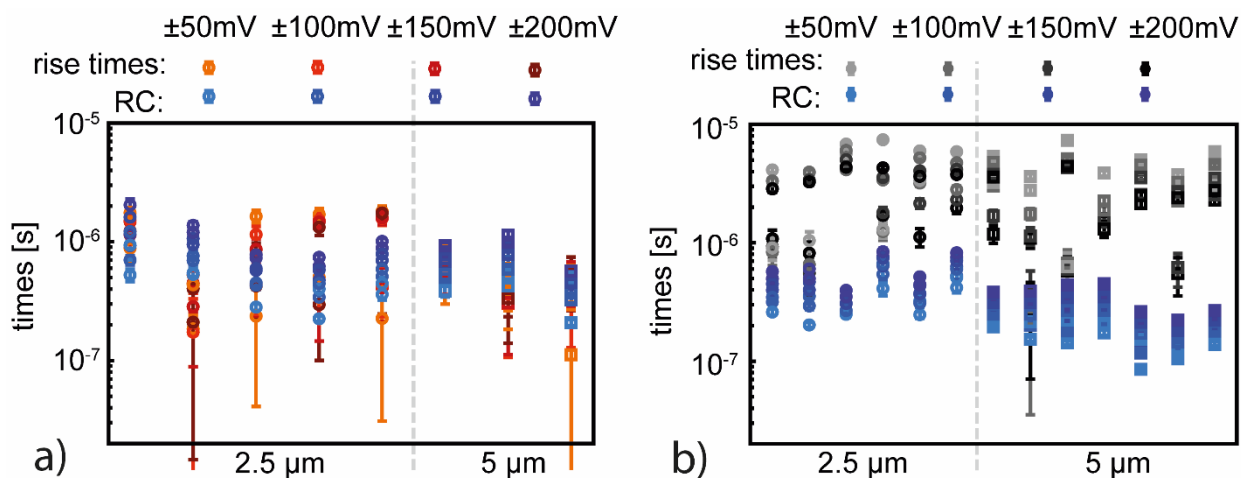 ±50mV ±100mV ±150mV ±200mV
rise times:
RC:
10-5
10-6
10-7
times [s]
a)
2.5 µm 5 µm
±50mV ±100mV ±150mV ±200mV
rise times:
RC:
10-5
10-6
10-7
times [s]
b)
2.5 µm 5 µm